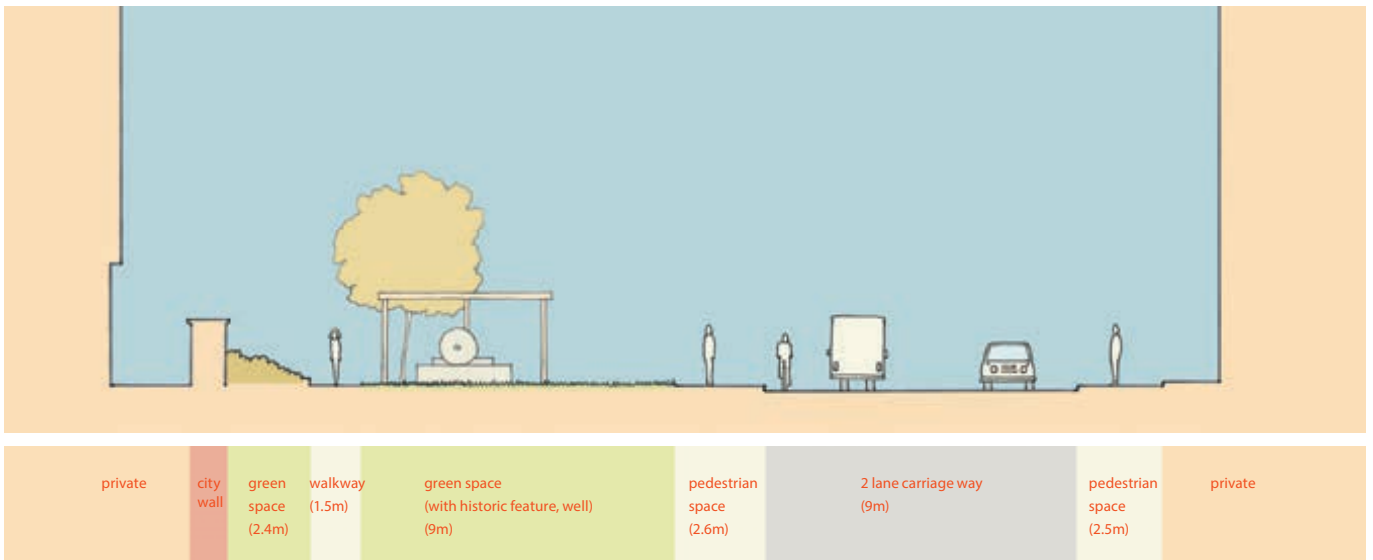 private
city
wall
green
space
(2.4m)
walkway
(1.5m)
green space
(with historic feature, well)
(9m)
pedestrian
space
(2.6m)
2 lane carriage way
(9m)
pedestrian
space
(2.5m)
private